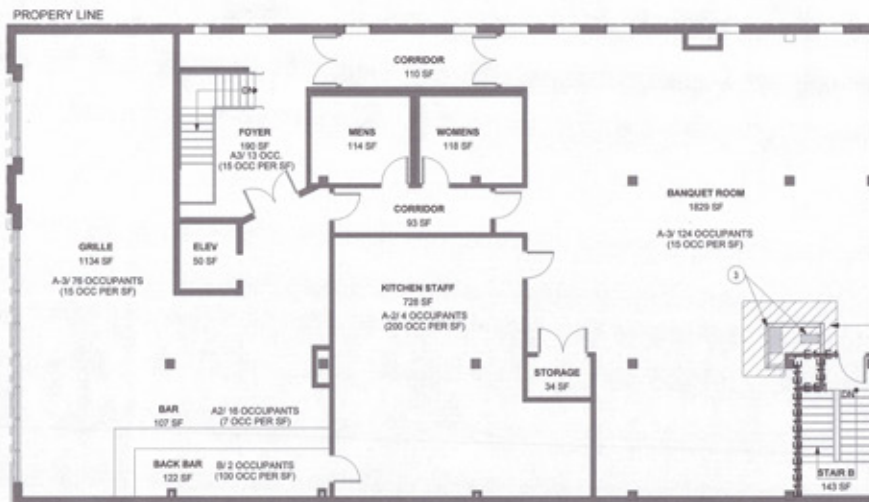 PROPERY LINE
CORRIDOR
110 SF
DN
FOYER
190 SF
A3/ 13 OCC.
(15 OCC PER SF)
MENS
114 SF
WOMENS
118 SF
BANQUET ROOM
1829 SF
A-3/ 124 OCCUPANTS
(15 OCC PER SF)
CORRIDOR
93 SF
GRILLE
1134 SF
A-3/ 76 OCCUPANTS
(15 OCC PER SF)
ELEV
50 SF
KITCHEN STAFF
728 SF
A-2/ 4 OCCUPANTS
(200 OCC PER SF)
3
STORAGE
34 SF
BAR
107 SF
A2/ 16 OCCUPANTS
(7 OCC PER SF)
DN
BACK BAR
122 SF
B/ 2 OCCUPANTS
(100 OCC PER SF)
STAIR B
143 SF